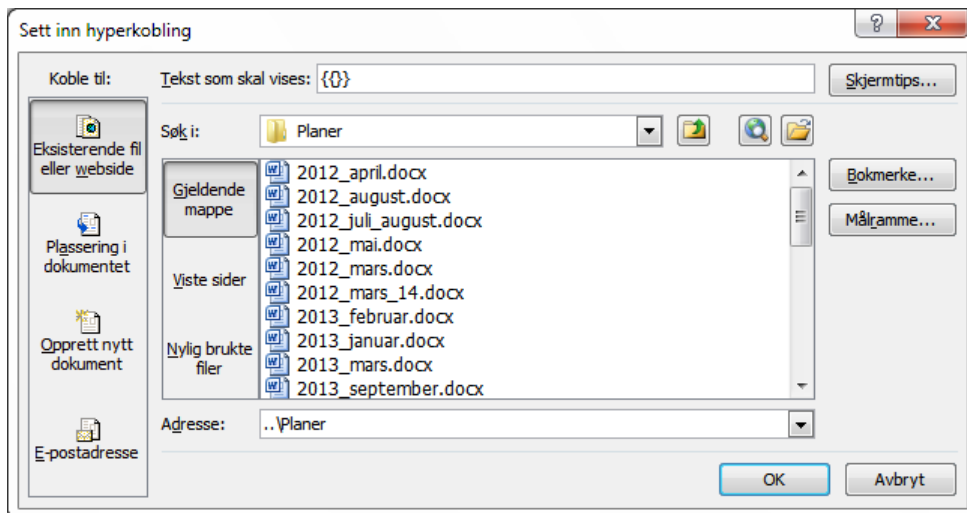 Sett inn hyperkobling
Koble til:
Tekst som skal vises: {{}}
Skjermtips...
Eksisterende fil
eller webside
Søk i:
Planer
Gjeldende
mappe
2012_april.docx
2012_august.docx
2012_juli_august.docx
2012_mai.docx
2012_mars.docx
2012_mars_14.docx
2013_februar.docx
2013_januar.docx
2013_mars.docx
2013_september.docx
Bokmerke...
Målramme...
Plassering i
dokumentet
Viste sider
Opprett nytt
dokument
Nylig brukte
filer
E-postadresse
Adresse:
..\Planer
OK
Avbryt